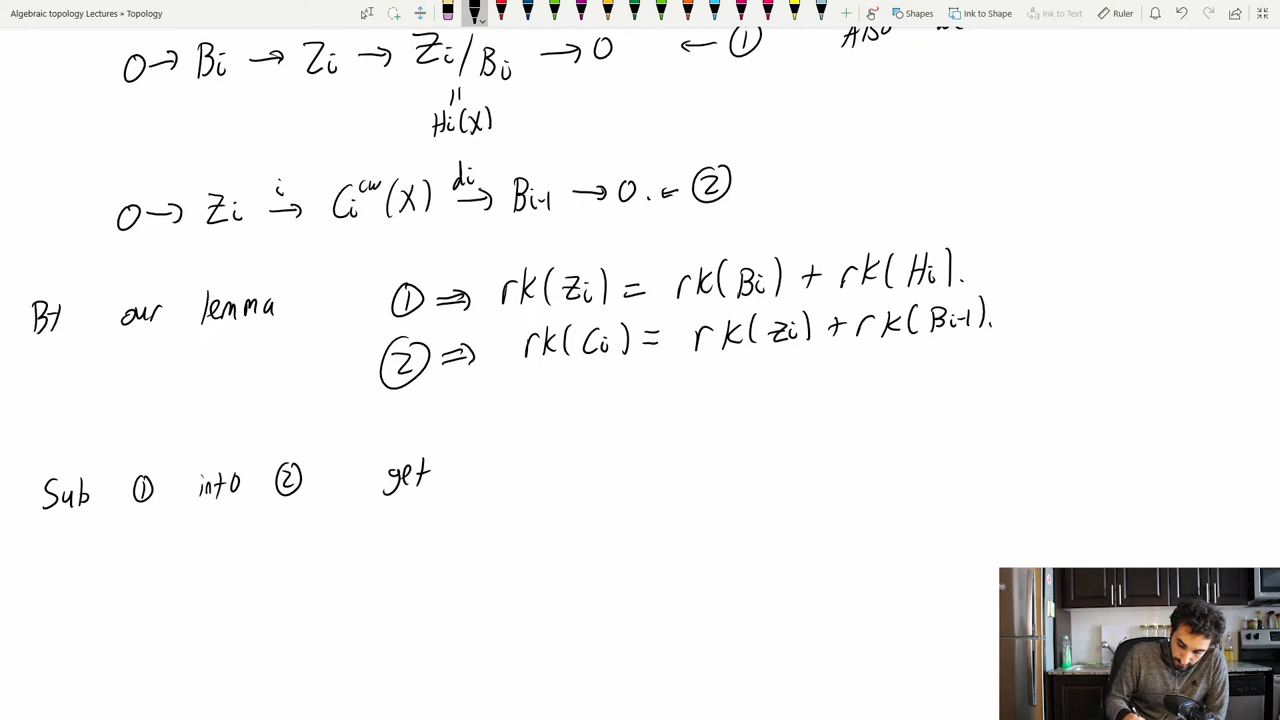 Algebraic topology Lectures » Topology
Shapes Ink to Shape Ink to Text Ruler
0 → Bi → Zi → Zi/Bi → 0 ← ①
Hi(X)
0 → Zi →^i Ci^cw(X) →^di Bi-1 → 0. ← ②
By our lemma ① ⇒ rk(Zi) = rk(Bi) + rk(Hi).
② ⇒ rk(Ci) = rk(Zi) + rk(Bi-1).
Sub ① into ② get